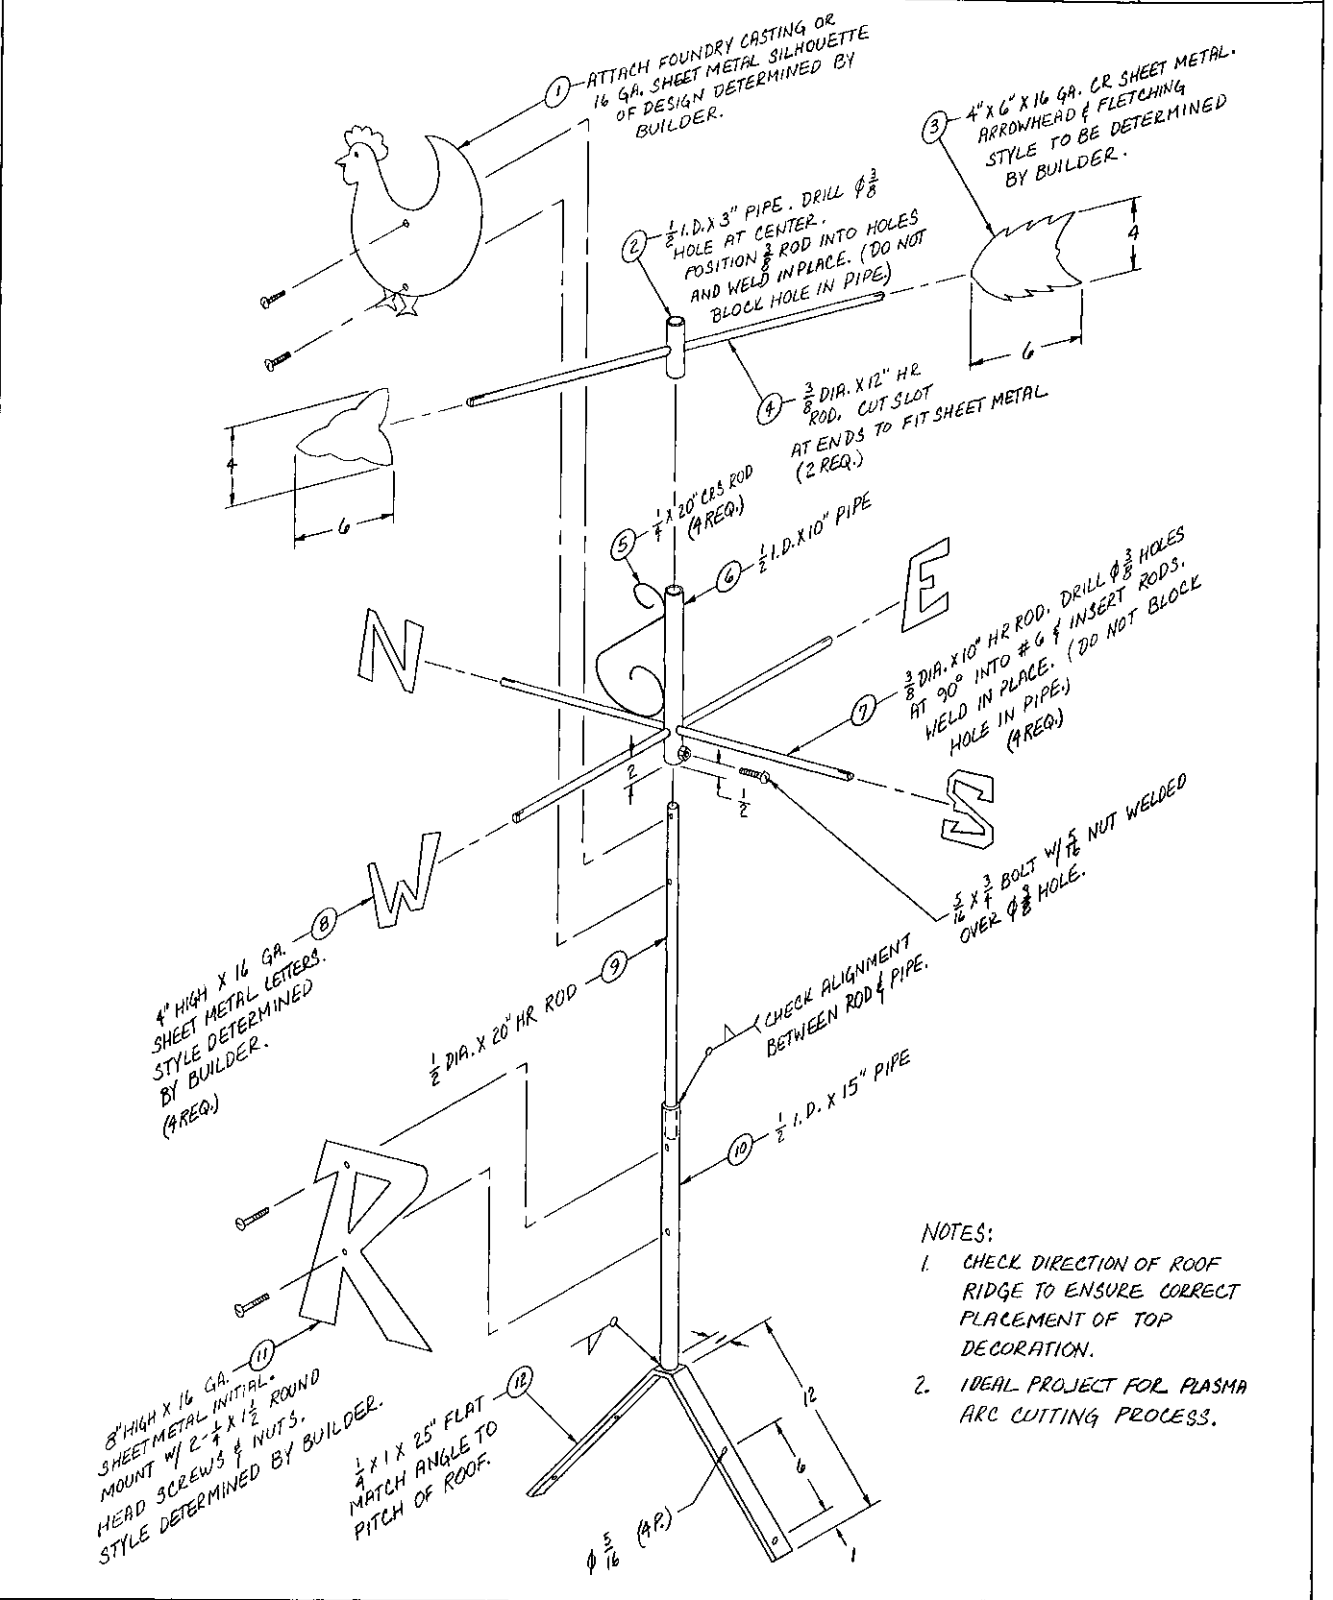 1 ATTACH FOUNDRY CASTING OR
16 GA. SHEET METAL SILHOUETTE
OF DESIGN DETERMINED BY
BUILDER.
3 4" X 6" X 16 GA. CR SHEET METAL.
ARROWHEAD & FLETCHING
STYLE TO BE DETERMINED
BY BUILDER.
2 1/2 I.D. X 3" PIPE. DRILL ϕ 3/8
HOLE AT CENTER.
POSITION 3/8 ROD INTO HOLES
AND WELD IN PLACE. (DO NOT
BLOCK HOLE IN PIPE.)
4
6
4 3/8 DIA. X 12" HR
ROD. CUT SLOT
AT ENDS TO FIT SHEET METAL
(2 REQ.)
4
6
5 1/4 X 20" CRS ROD
(4 REQ.)
6 1/2 I.D. X 10" PIPE
N
E
7 3/8 DIA. X 10" HR ROD. DRILL ϕ 3/8 HOLES
AT 90° INTO #6 & INSERT RODS.
WELD IN PLACE. (DO NOT BLOCK
HOLE IN PIPE.)
(4 REQ.)
2
1/2
S
W
5/16 X 3/4 BOLT W/ 5/16 NUT WELDED
OVER ϕ 3/8 HOLE.
8
4" HIGH X 16 GA.
SHEET METAL LETTERS.
STYLE DETERMINED
BY BUILDER.
(4 REQ.)
1/2 DIA. X 20" HR ROD 9
CHECK ALIGNMENT
BETWEEN ROD & PIPE.
10 1/2 I.D. X 15" PIPE
R
11
8" HIGH X 16 GA.
SHEET METAL INITIAL.
MOUNT W/ 2-1/4 X 1 1/2 ROUND
HEAD SCREWS & NUTS.
STYLE DETERMINED BY BUILDER.
12
1/4 X 1 X 25" FLAT
MATCH ANGLE TO
PITCH OF ROOF.
12
6
1
ϕ 5/16 (4P.)
NOTES:
1. CHECK DIRECTION OF ROOF
RIDGE TO ENSURE CORRECT
PLACEMENT OF TOP
DECORATION.
2. IDEAL PROJECT FOR PLASMA
ARC CUTTING PROCESS.